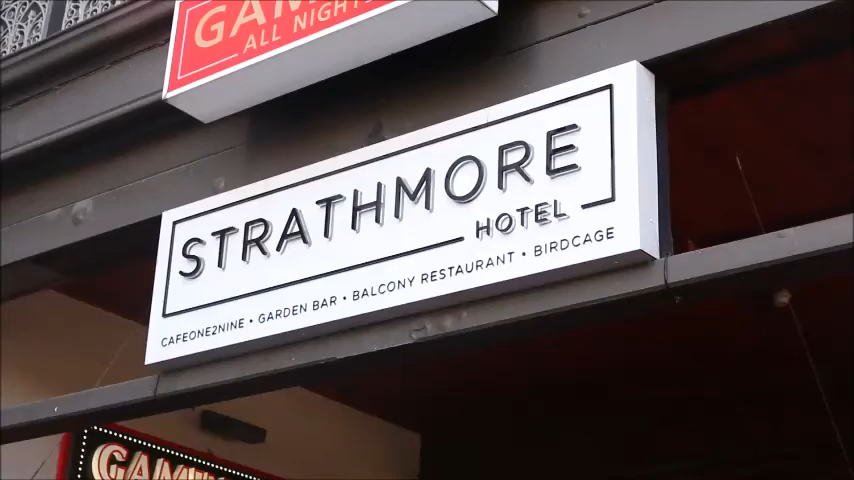 ALL NIGHT
STRATHMORE
HOTEL
CAFEONE2NINE • GARDEN BAR • BALCONY RESTAURANT • BIRDCAGE